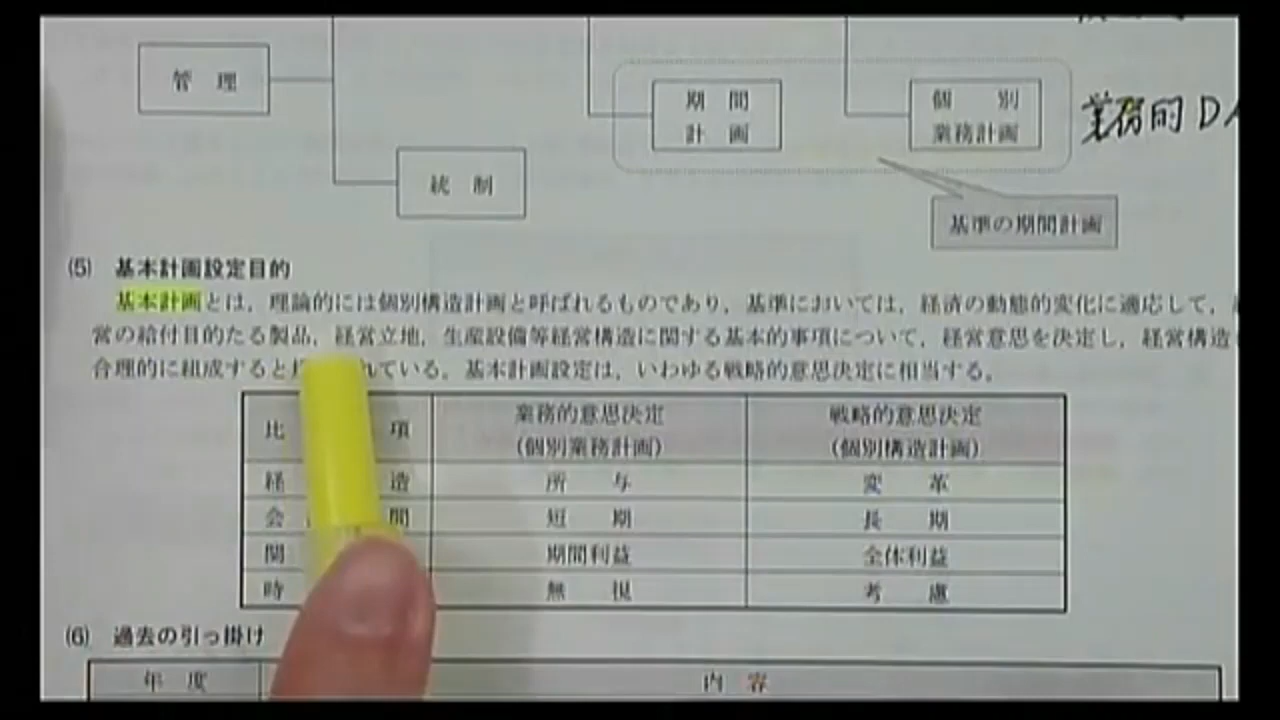 管理
期間
計画
個別
業務計画
業務的D
統制
基準の期間計画
(5) 基本計画設定目的
基本計画とは，理論的には個別構造計画と呼ばれるものであり，基準においては，経済の動態的変化に適応して，
営の給付目的たる製品，経営立地，生産設備等経営構造に関する基本的事項について，経営意思を決定し，経営構造
合理的に組成すると れている。基本計画設定は，いわゆる戦略的意思決定に相当する。
比 項 業務的意思決定 戦略的意思決定
(個別業務計画) (個別構造計画)
経 造 所与 変革
会 間 短期 長期
関 期間利益 全体利益
時 無視 考慮
(6) 過去の引っ掛け
年度 内容